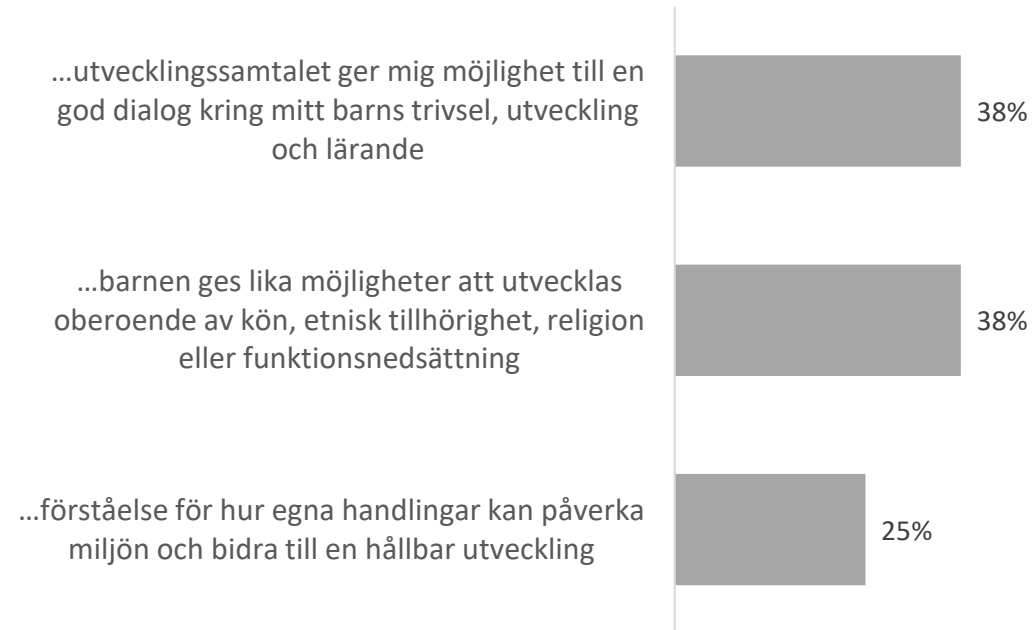 ...utvecklingssamtalet ger mig möjlighet till en
god dialog kring mitt barns trivsel, utveckling
och lärande
38%
...barnen ges lika möjligheter att utvecklas
oberoende av kön, etnisk tillhörighet, religion
eller funktionsnedsättning
38%
...förståelse för hur egna handlingar kan påverka
miljön och bidra till en hållbar utveckling
25%